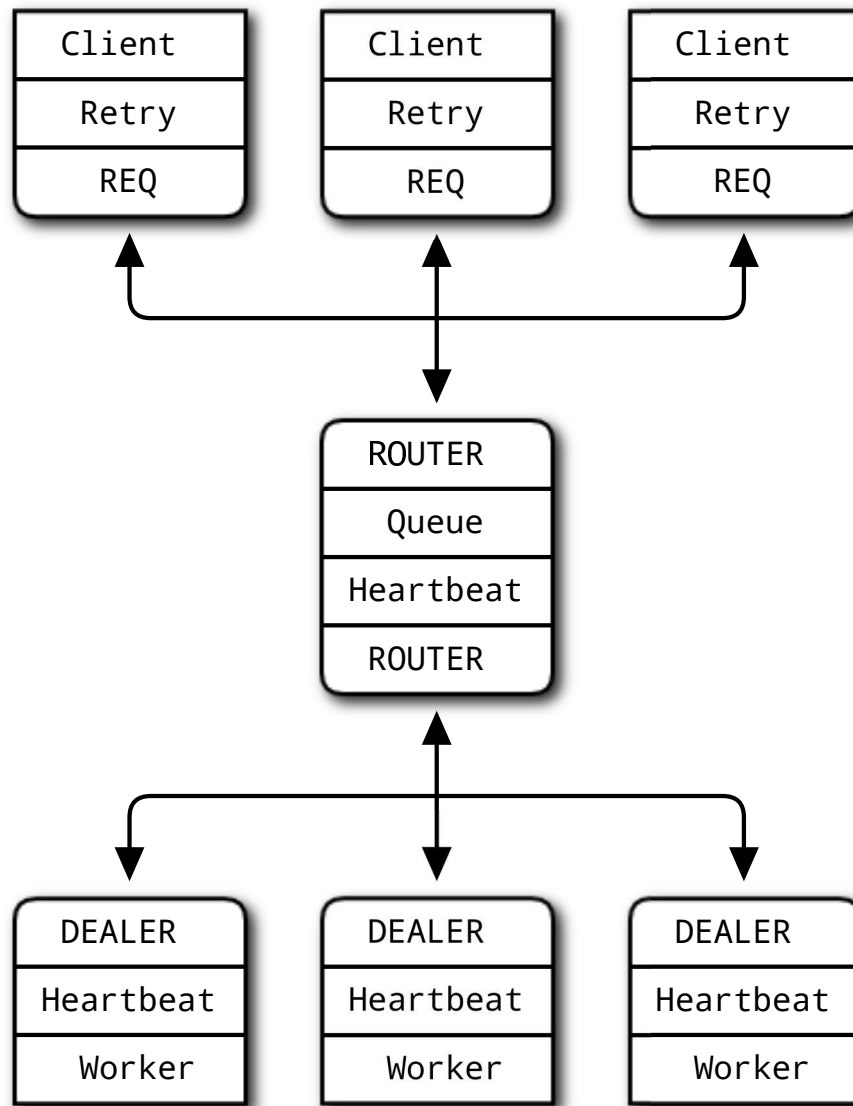 Client Client Client
Retry Retry Retry
REQ REQ REQ
ROUTER
Queue
Heartbeat
ROUTER
DEALER DEALER DEALER
Heartbeat Heartbeat Heartbeat
Worker Worker Worker